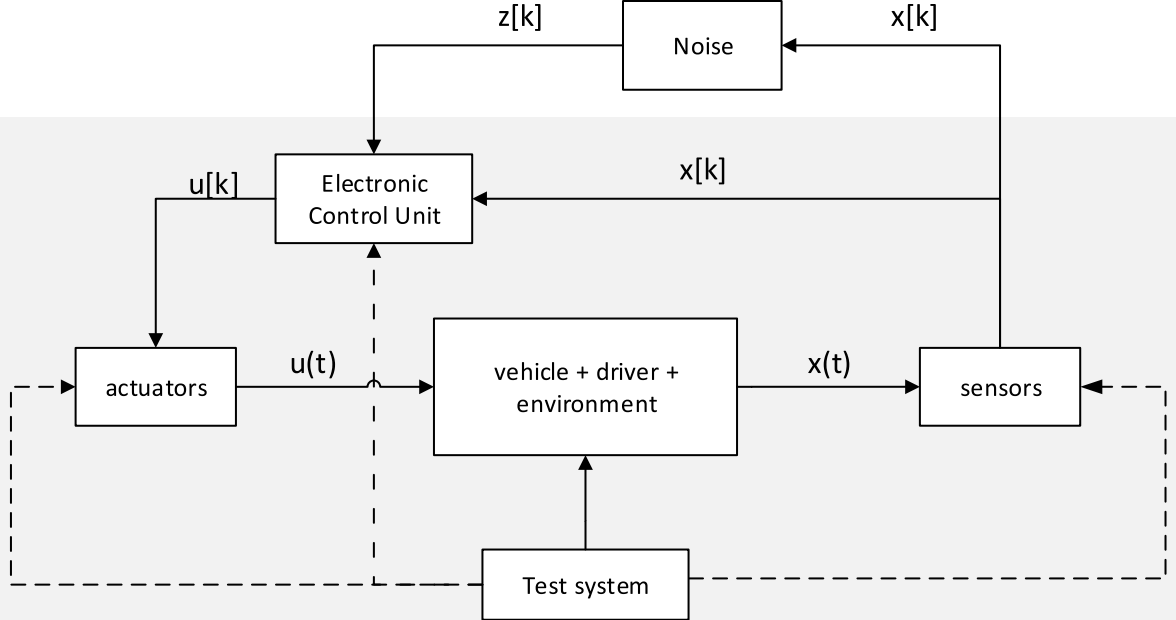 z[k]
x[k]
Noise
u[k]
Electronic
Control Unit
x[k]
actuators
u(t)
vehicle + driver +
environment
x(t)
sensors
Test system